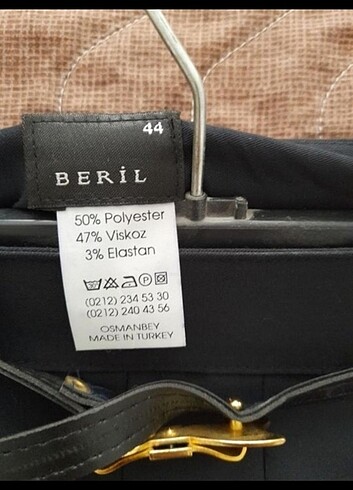 44
BERİL
50% Polyester
47% Viskoz
3% Elastan
P
(0212) 234 53 30
(0212) 240 43 56
OSMANBEY
MADE IN TURKEY